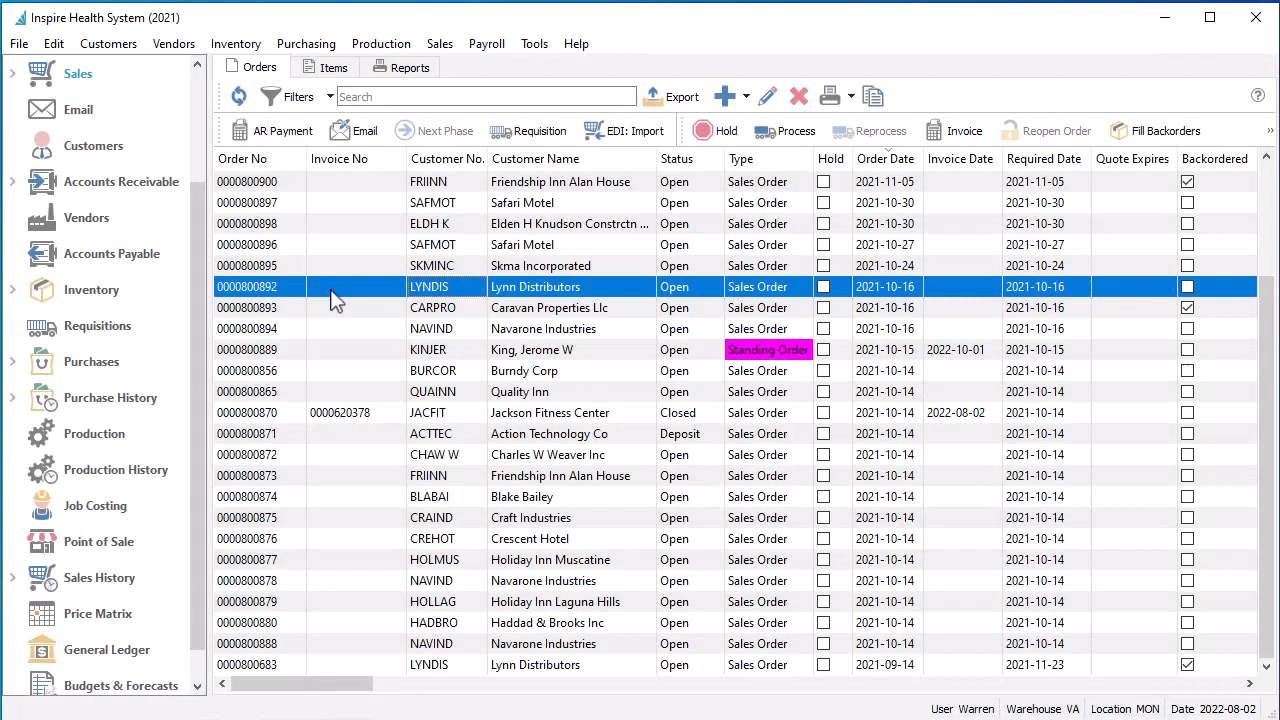 Inspire Health System (2021)
File Edit Customers Vendors Inventory Purchasing Production Sales Payroll Tools Help
Sales
Email
Customers
Accounts Receivable
Vendors
Accounts Payable
Inventory
Requisitions
Purchases
Purchase History
Production
Production History
Job Costing
Point of Sale
Sales History
Price Matrix
General Ledger
Budgets & Forecasts
Orders Items Reports
Filters Search Export
AR Payment Email Next Phase Requisition EDI: Import Hold Process Reprocess Invoice Reopen Order Fill Backorders
Order No Invoice No Customer No. Customer Name Status Type Hold Order Date Invoice Date Required Date Quote Expires Backordered
0000800900 FRIINN Friendship Inn Alan House Open Sales Order 2021-11-05 2021-11-05
0000800897 SAFMOT Safari Motel Open Sales Order 2021-10-30 2021-10-30
0000800898 ELDH K Elden H Knudson Constrctn ... Open Sales Order 2021-10-30 2021-10-30
0000800896 SAFMOT Safari Motel Open Sales Order 2021-10-27 2021-10-27
0000800895 SKMINC Skma Incorporated Open Sales Order 2021-10-24 2021-10-24
0000800892 LYNDIS Lynn Distributors Open Sales Order 2021-10-16 2021-10-16
0000800893 CARPRO Caravan Properties Llc Open Sales Order 2021-10-16 2021-10-16
0000800894 NAVIND Navarone Industries Open Sales Order 2021-10-16 2021-10-16
0000800889 KINJER King, Jerome W Open Standing Order 2021-10-15 2022-10-01 2021-10-15
0000800856 BURCOR Burndy Corp Open Sales Order 2021-10-14 2021-10-14
0000800865 QUAINN Quality Inn Open Sales Order 2021-10-14 2021-10-14
0000800870 0000620378 JACFIT Jackson Fitness Center Closed Sales Order 2021-10-14 2022-08-02 2021-10-14
0000800871 ACTTEC Action Technology Co Deposit Sales Order 2021-10-14 2021-10-14
0000800872 CHAW W Charles W Weaver Inc Open Sales Order 2021-10-14 2021-10-14
0000800873 FRIINN Friendship Inn Alan House Open Sales Order 2021-10-14 2021-10-14
0000800874 BLABAI Blake Bailey Open Sales Order 2021-10-14 2021-10-14
0000800875 CRAIND Craft Industries Open Sales Order 2021-10-14 2021-10-14
0000800876 CREHOT Crescent Hotel Open Sales Order 2021-10-14 2021-10-14
0000800877 HOLMUS Holiday Inn Muscatine Open Sales Order 2021-10-14 2021-10-14
0000800878 NAVIND Navarone Industries Open Sales Order 2021-10-14 2021-10-14
0000800879 HOLLAG Holiday Inn Laguna Hills Open Sales Order 2021-10-14 2021-10-14
0000800880 HADBRO Haddad & Brooks Inc Open Sales Order 2021-10-14 2021-10-14
0000800888 NAVIND Navarone Industries Open Sales Order 2021-10-14 2021-10-14
0000800683 LYNDIS Lynn Distributors Open Sales Order 2021-09-14 2021-11-23
User Warren Warehouse VA Location MON Date 2022-08-02